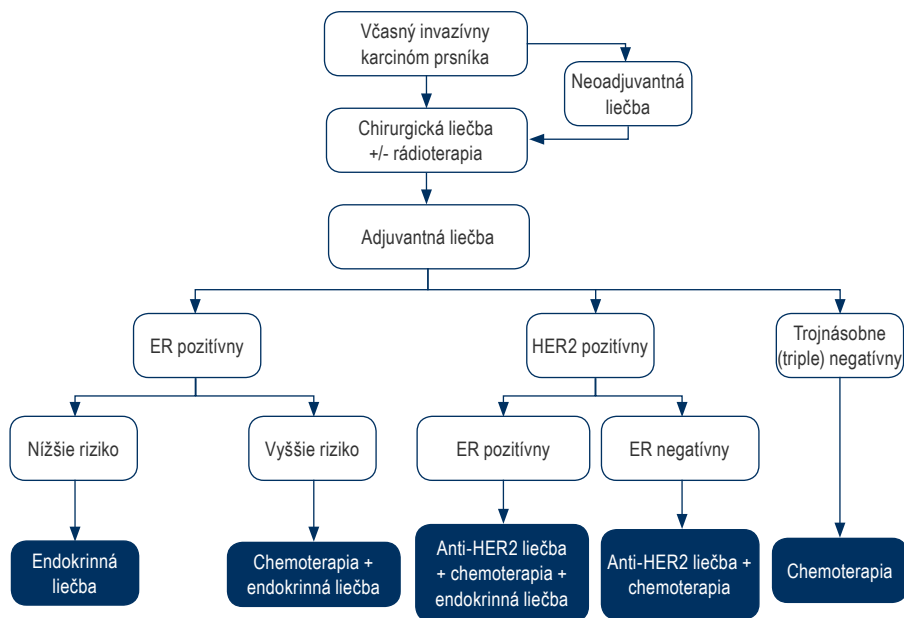 Včasný invazívny
karcinóm prsníka
Neoadjuvantná
liečba
Chirurgická liečba
+/- rádioterapia
Adjuvantná liečba
ER pozitívny
HER2 pozitívny
Trojnásobne
(triple) negatívny
Nížšie riziko
Vyššie riziko
ER pozitívny
ER negatívny
Endokrinná
liečba
Chemoterapia +
endokrinná liečba
Anti-HER2 liečba
+ chemoterapia +
endokrinná liečba
Anti-HER2 liečba +
chemoterapia
Chemoterapia